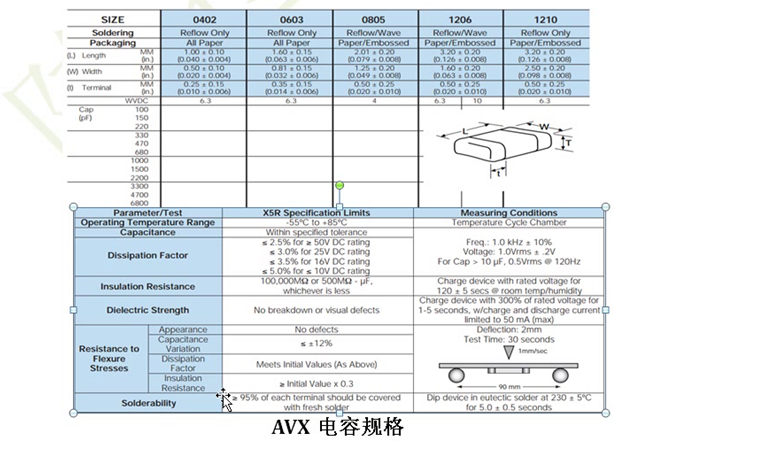 SIZE 0402 0603 0805 1206 1210
Soldering Reflow Only Reflow Only Reflow/Wave Reflow/Wave Reflow Only
Packaging All Paper All Paper Paper/Embossed Paper/Embossed Paper/Embossed
(L) Length MM 1.00 ± 0.10 1.60 ± 0.15 2.01 ± 0.20 3.20 ± 0.20 3.20 ± 0.20
(in.) (0.040 ± 0.004) (0.063 ± 0.006) (0.079 ± 0.008) (0.126 ± 0.008) (0.126 ± 0.008)
(W) Width MM 0.50 ± 0.10 0.81 ± 0.15 1.25 ± 0.20 1.60 ± 0.20 2.50 ± 0.20
(in.) (0.020 ± 0.004) (0.032 ± 0.006) (0.049 ± 0.008) (0.063 ± 0.008) (0.098 ± 0.008)
(t) Terminal MM 0.25 ± 0.15 0.35 ± 0.15 0.50 ± 0.25 0.50 ± 0.25 0.50 ± 0.25
(in.) (0.010 ± 0.006) (0.014 ± 0.006) (0.020 ± 0.010) (0.020 ± 0.010) (0.020 ± 0.010)
WVDC 6.3 6.3 4 6.3 10 6.3
Cap 100
(pF) 150
220
330
470
680
1000
1500
2200
3300
4700
6800
L W T t
Parameter/Test X5R Specification Limits Measuring Conditions
Operating Temperature Range -55ºC to +85ºC Temperature Cycle Chamber
Capacitance Within specified tolerance
Dissipation Factor
≤ 2.5% for ≥ 50V DC rating
≤ 3.0% for 25V DC rating
≤ 3.5% for 16V DC rating
≤ 5.0% for ≤ 10V DC rating
Freq.: 1.0 kHz ± 10%
Voltage: 1.0Vrms ± .2V
For Cap > 10 µF, 0.5Vrms @ 120Hz
Insulation Resistance
100,000MΩ or 500MΩ - µF,
whichever is less
Charge device with rated voltage for
120 ± 5 secs @ room temp/humidity
Dielectric Strength
No breakdown or visual defects
Charge device with 300% of rated voltage for
1-5 seconds, w/charge and discharge current
limited to 50 mA (max)
Resistance to
Flexure
Stresses
Appearance No defects
Capacitance
Variation
≤ ±12%
Dissipation
Factor
Meets Initial Values (As Above)
Insulation
Resistance
≥ Initial Value x 0.3
Deflection: 2mm
Test Time: 30 seconds
1mm/sec
90 mm
Solderability
≥ 95% of each terminal should be covered
with fresh solder
Dip device in eutectic solder at 230 ± 5ºC
for 5.0 ± 0.5 seconds
AVX 电容规格